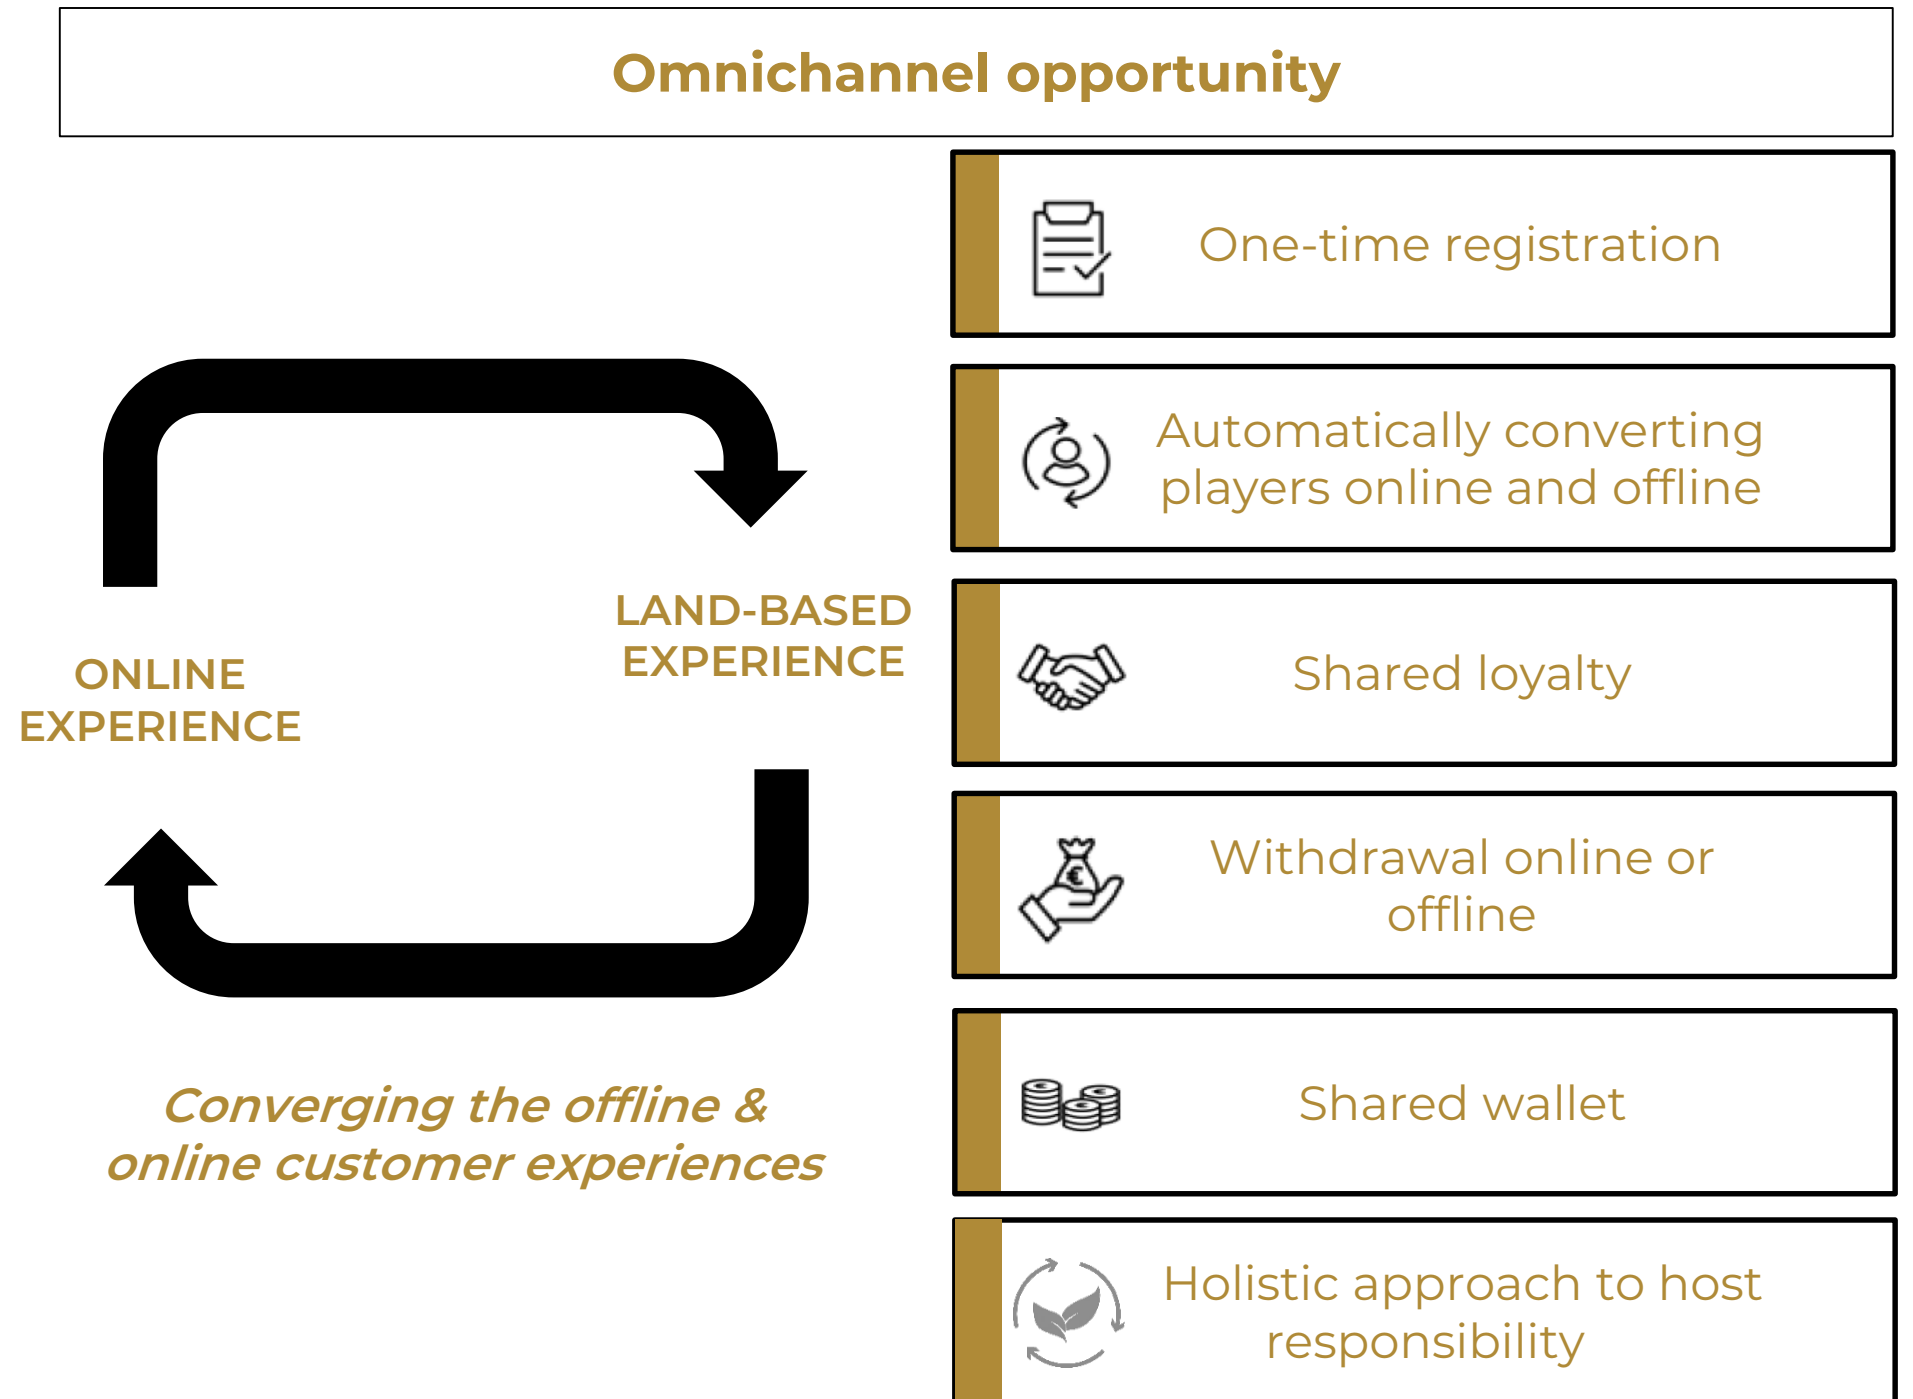 Omnichannel opportunity
ONLINE
EXPERIENCE
LAND-BASED
EXPERIENCE
Converging the offline &
online customer experiences
One-time registration
Automatically converting
players online and offline
Shared loyalty
Withdrawal online or
offline
Shared wallet
Holistic approach to host
responsibility